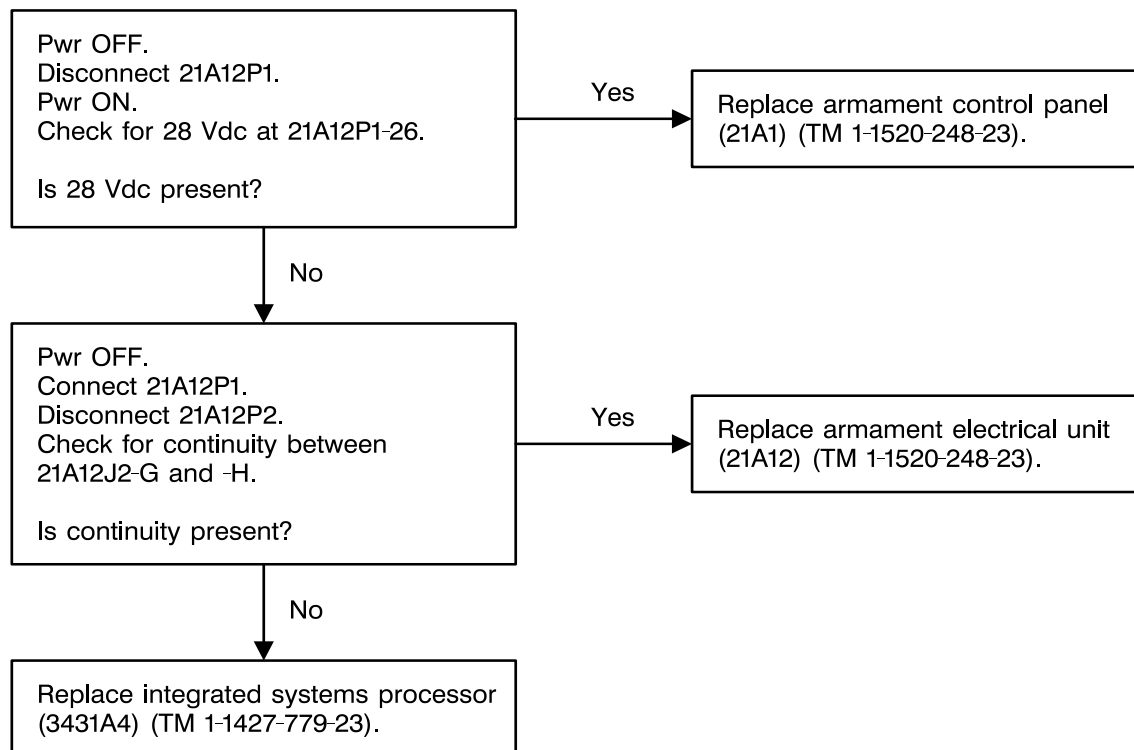 Pwr OFF.
Disconnect 21A12P1.
Pwr ON.
Check for 28 Vdc at 21A12P1-26.
Is 28 Vdc present?
Yes
Replace armament control panel
(21A1) (TM 1-1520-248-23).
No
Pwr OFF.
Connect 21A12P1.
Disconnect 21A12P2.
Check for continuity between
21A12J2-G and -H.
Is continuity present?
Yes
Replace armament electrical unit
(21A12) (TM 1-1520-248-23).
No
Replace integrated systems processor
(3431A4) (TM 1-1427-779-23).